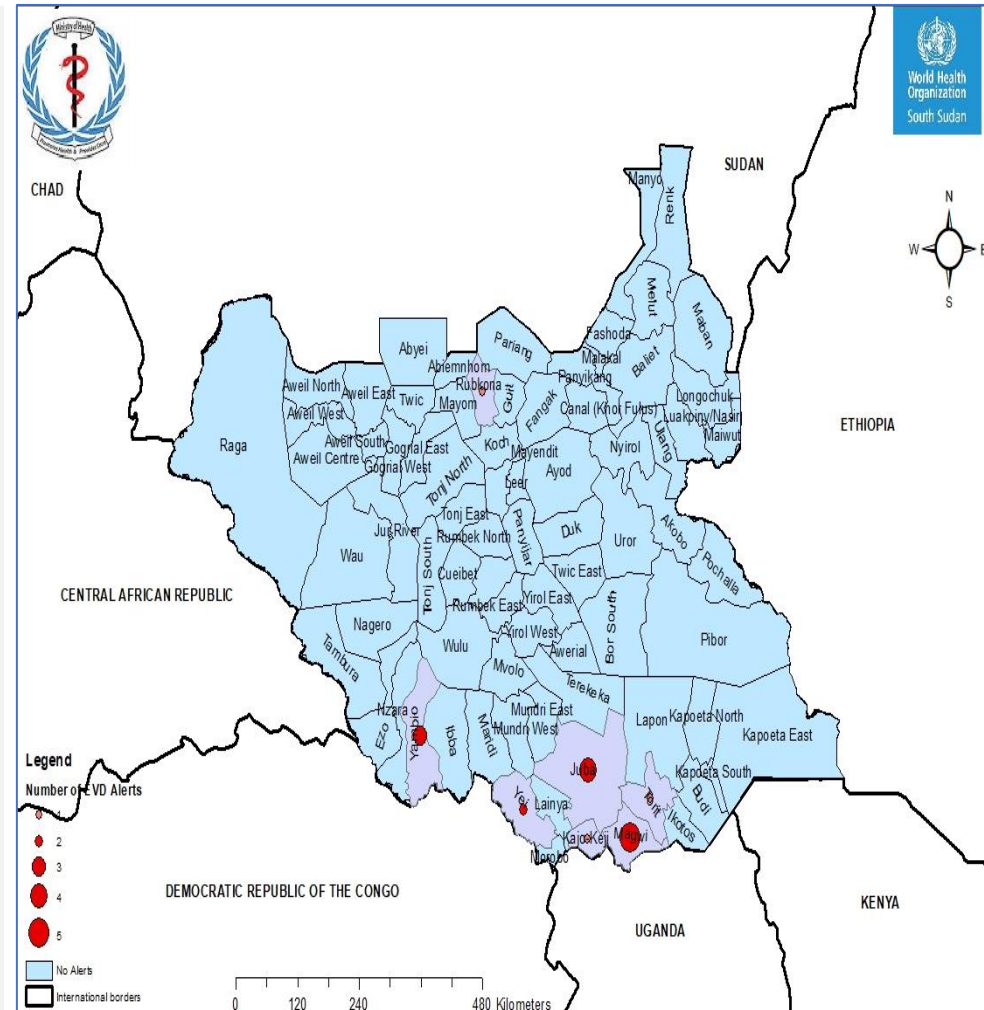 Ministry of Health
World Health
Organization
South Sudan
SUDAN
CHAD
N
W
E
S
Manyo
Renk
Melut
Maban
Fashoda
Malakal
Baliet
Panyikang
Pariang
Abyei
Abiemnhom
Rubkona
Mayom
Guit
Fangak
Canal (Khor Fulus)
Longochuk
Luakpiny/Nasir
Maiwut
Ulang
Nyirol
ETHIOPIA
Aweil North
Aweil East
Aweil West
Twic
Aweil South
Aweil Centre
Gogrial East
Gogrial West
Raga
Koch
Mayendit
Leer
Ayod
Tonj North
Tonj East
Rumbek North
Panyijar
Duk
Uror
Akobo
Pochalla
Jur River
Wau
Tonj South
Cueibet
Twic East
CENTRAL AFRICAN REPUBLIC
Rumbek East
Yirol East
Yirol West
Bor South
Pibor
Nagero
Tambura
Wulu
Awerial
Mvolo
Terekeka
Nzara
Ezo
Yambio
Ibba
Maridi
Mundri East
Mundri West
Lapon
Kapoeta North
Kapoeta East
Kapoeta South
Juba
Budi
Torit
Ikotos
Yei
Lainya
Kajo-Keji
Magwi
Morobo
DEMOCRATIC REPUBLIC OF THE CONGO
UGANDA
KENYA
Legend
Number of EVD Alerts
1
2
3
4
5
No Alerts
International borders
0 120 240 480 Kilometers